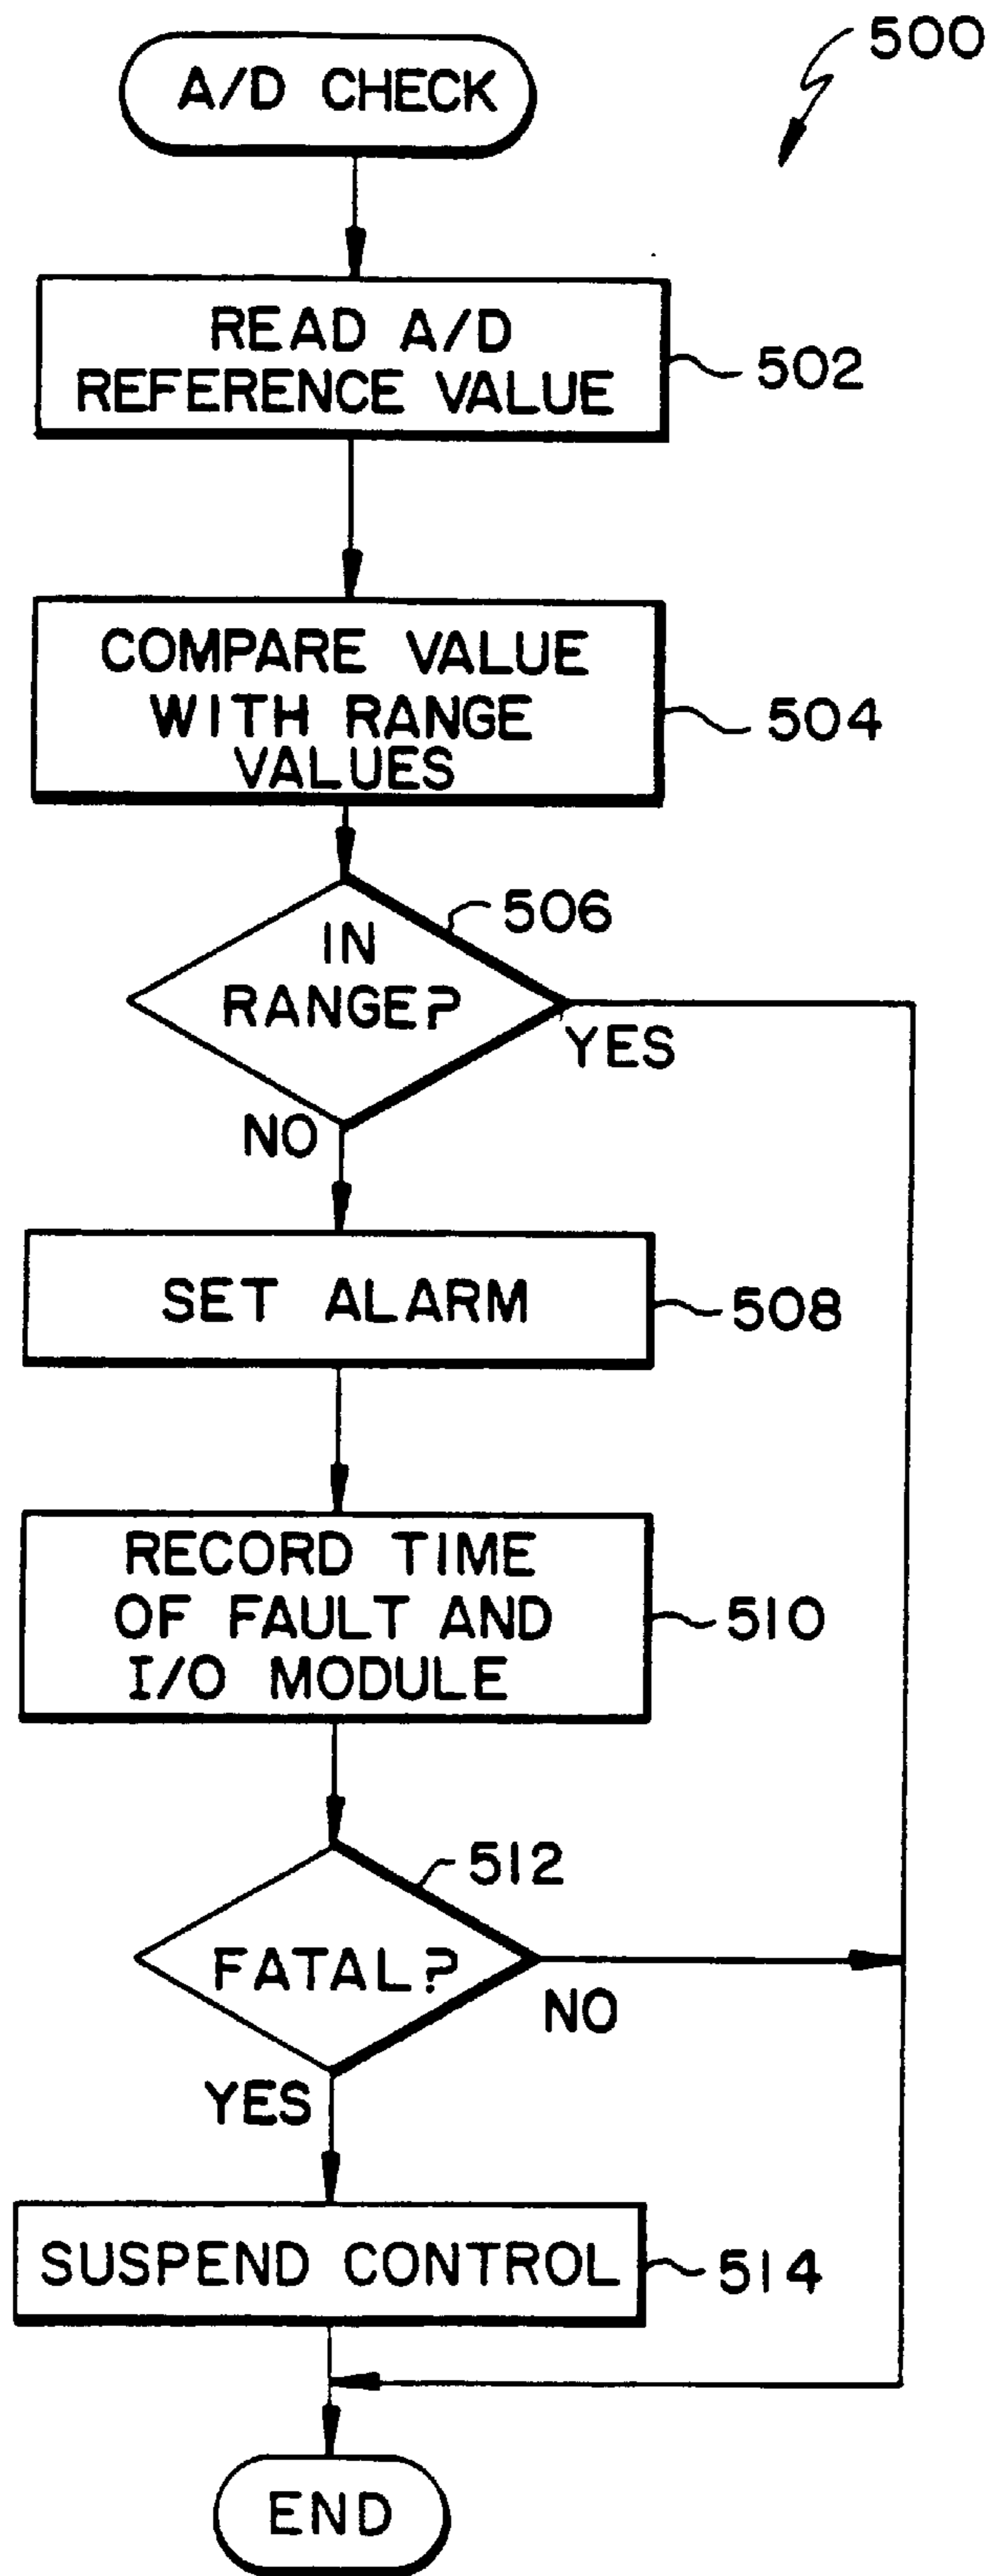 500
A/D CHECK
READ A/D
REFERENCE VALUE
502
COMPARE VALUE
WITH RANGE
VALUES
504
506
IN
RANGE?
YES
NO
SET ALARM
508
RECORD TIME
OF FAULT AND
I/O MODULE
510
512
FATAL?
NO
YES
SUSPEND CONTROL
514
END